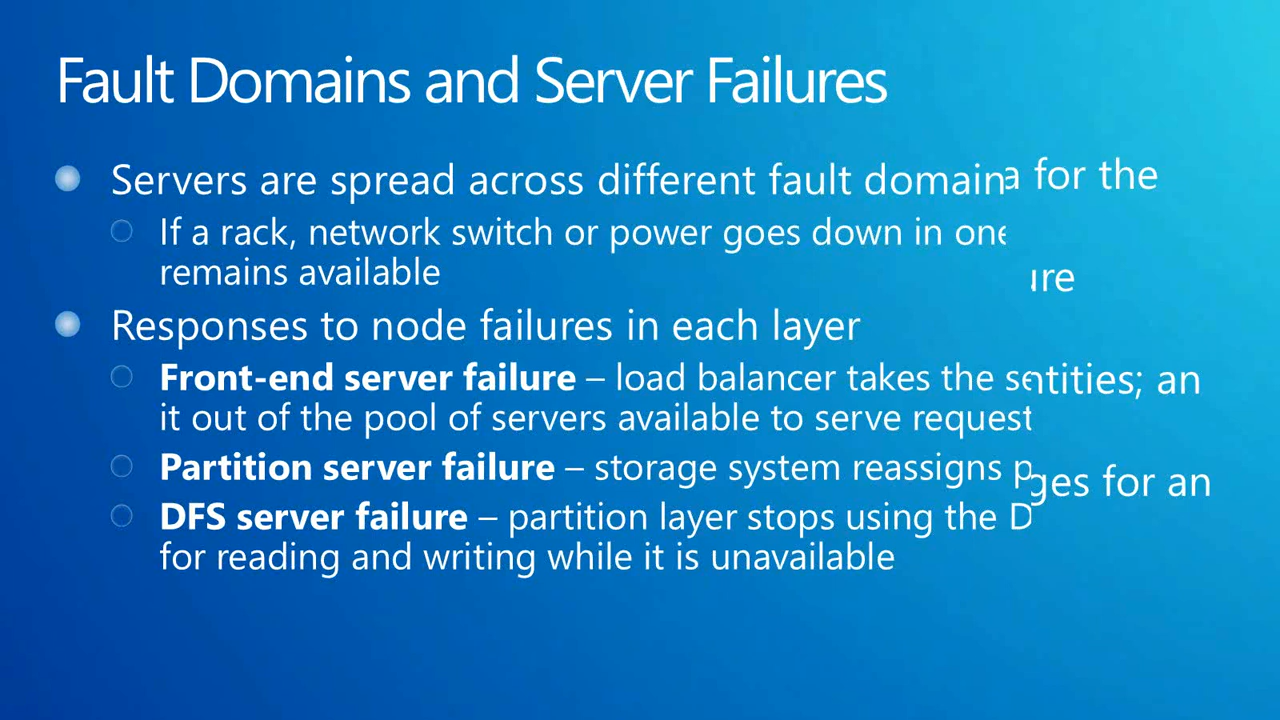 Fault Domains and Server Failures
Servers are spread across different fault domain
a for the
If a rack, network switch or power goes down in one
remains available
ure
Responses to node failures in each layer
Front-end server failure – load balancer takes the
ntities; an
it out of the pool of servers available to serve request
Partition server failure – storage system reassigns
ges for an
DFS server failure – partition layer stops using the
for reading and writing while it is unavailable